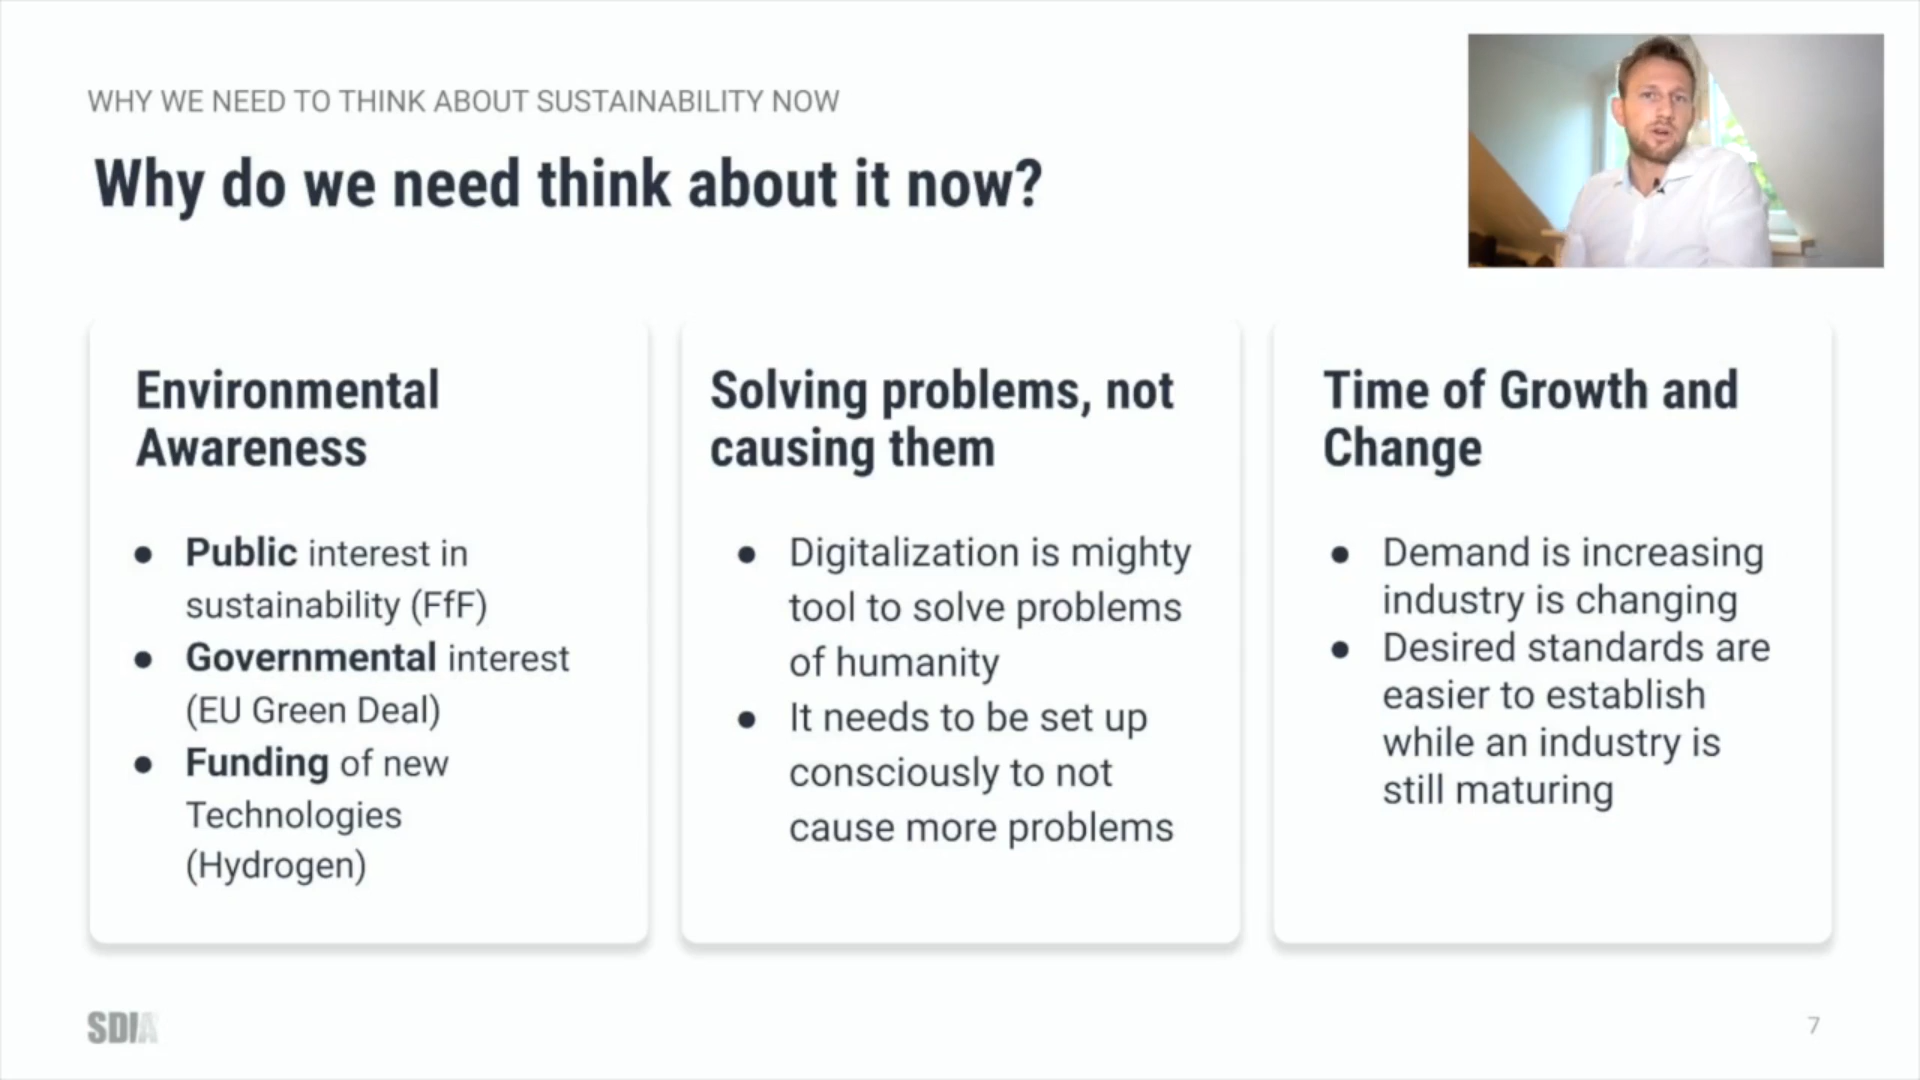 WHY WE NEED TO THINK ABOUT SUSTAINABILITY NOW
Why do we need think about it now?
Environmental
Awareness
● Public interest in
sustainability (FfF)
● Governmental interest
(EU Green Deal)
● Funding of new
Technologies
(Hydrogen)
Solving problems, not
causing them
● Digitalization is mighty
tool to solve problems
of humanity
● It needs to be set up
consciously to not
cause more problems
Time of Growth and
Change
● Demand is increasing
industry is changing
● Desired standards are
easier to establish
while an industry is
still maturing
SDIA
7